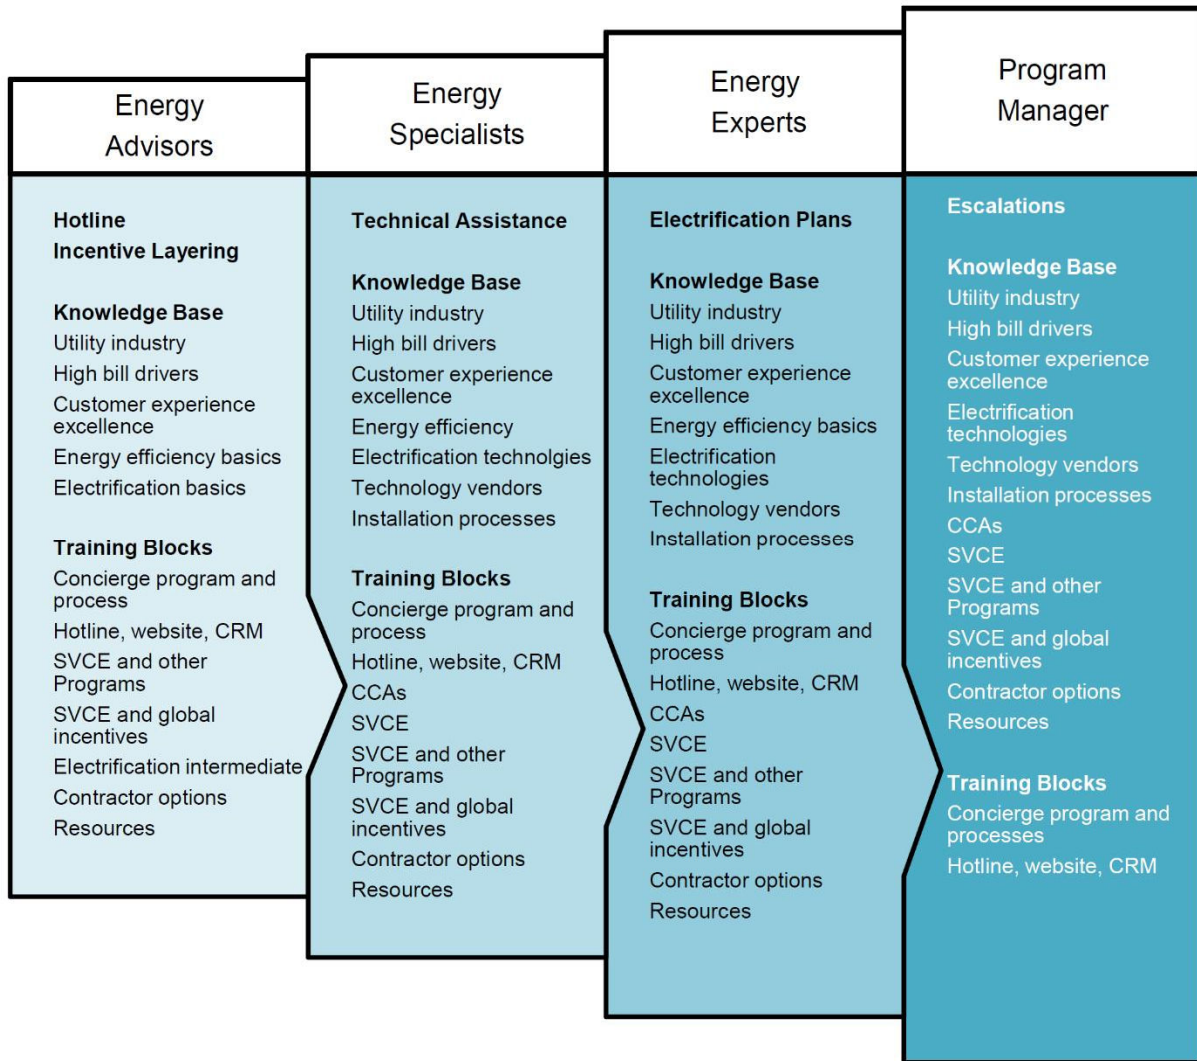 Energy
Advisors
Hotline
Incentive Layering
Knowledge Base
Utility industry
High bill drivers
Customer experience
excellence
Energy efficiency basics
Electrification basics
Training Blocks
Concierge program and
process
Hotline, website, CRM
SVCE and other
Programs
SVCE and global
incentives
Electrification intermediate
Contractor options
Resources
Energy
Specialists
Technical Assistance
Knowledge Base
Utility industry
High bill drivers
Customer experience
excellence
Energy efficiency
Electrification technolgies
Technology vendors
Installation processes
Training Blocks
Concierge program and
process
Hotline, website, CRM
CCAs
SVCE
SVCE and other
Programs
SVCE and global
incentives
Contractor options
Resources
Energy
Experts
Electrification Plans
Knowledge Base
Utility industry
High bill drivers
Customer experience
excellence
Energy efficiency basics
Electrification
technologies
Technology vendors
Installation processes
Training Blocks
Concierge program and
process
Hotline, website, CRM
CCAs
SVCE
SVCE and other
Programs
SVCE and global
incentives
Contractor options
Resources
Program
Manager
Escalations
Knowledge Base
Utility industry
High bill drivers
Customer experience
excellence
Electrification
technologies
Technology vendors
Installation processes
CCAs
SVCE
SVCE and other
Programs
SVCE and global
incentives
Contractor options
Resources
Training Blocks
Concierge program and
processes
Hotline, website, CRM